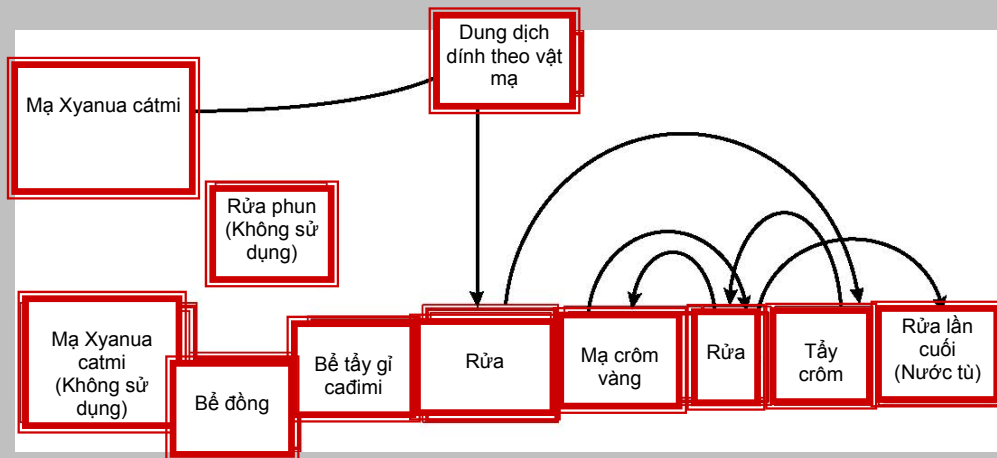 Dung dịch
dính theo vật
mạ
Mạ Xyanua cátmi
Rửa phun
(Không sử
dụng)
Mạ Xyanua
catmi
(Không sử
dụng)
Bể đồng
Bể tẩy gỉ
cađimi
Rửa
Mạ crôm
vàng
Rửa
Tẩy
crôm
Rửa lần
cuối
(Nước tù)